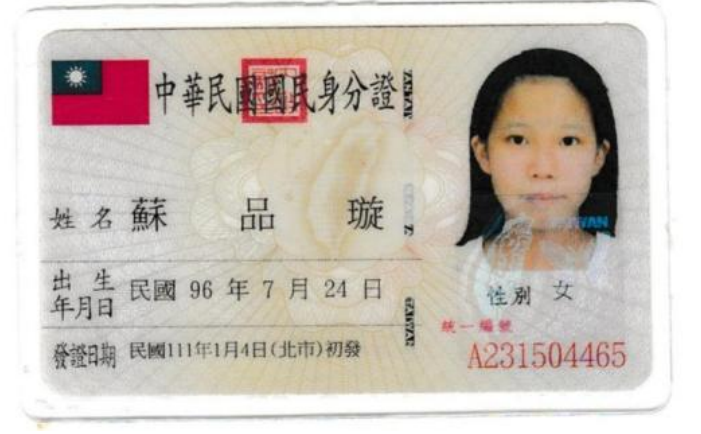 中華民國國民身分證
姓名 蘇品璇
出生年月日 民國 96 年 7 月 24 日
性別 女
發證日期 民國111年1月4日(北市)初發
統一編號
A231504465
TAIWAN